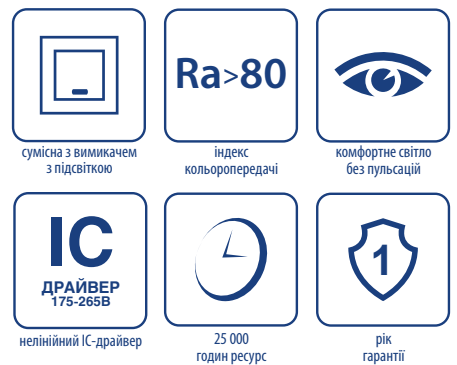 Ra>80
сумісна з вимикачем
з підсвіткою
індекс
кольоропередачі
комфортне світло
без пульсацій
IC
ДРАЙВЕР
175-265В
1
нелінійний ІС-драйвер
25 000
годин ресурс
рік
гарантії